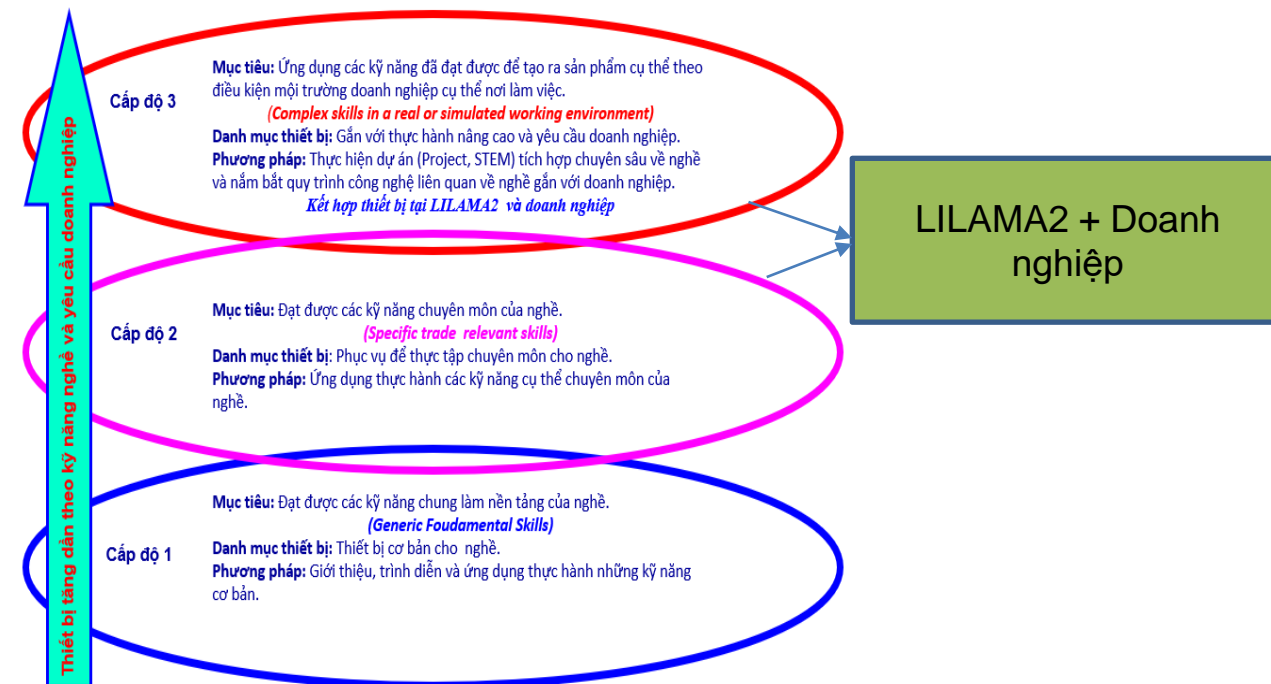 Thiết bị tăng dần theo kỹ năng nghề và yêu cầu doanh nghiệp
Cấp độ 3
Mục tiêu: Ứng dụng các kỹ năng đã đạt được để tạo ra sản phẩm cụ thể theo
điều kiện mội trường doanh nghiệp cụ thể nơi làm việc.
(Complex skills in a real or simulated working environment)
Danh mục thiết bị: Gắn với thực hành nâng cao và yêu cầu doanh nghiệp.
Phương pháp: Thực hiện dự án (Project, STEM) tích hợp chuyên sâu về nghề
và nắm bắt quy trình công nghệ liên quan về nghề gắn với doanh nghiệp.
Kết hợp thiết bị tại LILAMA2 và doanh nghiệp
LILAMA2 + Doanh
nghiệp
Cấp độ 2
Mục tiêu: Đạt được các kỹ năng chuyên môn của nghề.
(Specific trade relevant skills)
Danh mục thiết bị: Phục vụ để thực tập chuyên môn cho nghề.
Phương pháp: Ứng dụng thực hành các kỹ năng cụ thể chuyên môn của
nghề.
Cấp độ 1
Mục tiêu: Đạt được các kỹ năng chung làm nền tảng của nghề.
(Generic Foudamental Skills)
Danh mục thiết bị: Thiết bị cơ bản cho nghề.
Phương pháp: Giới thiệu, trình diễn và ứng dụng thực hành những kỹ năng
cơ bản.